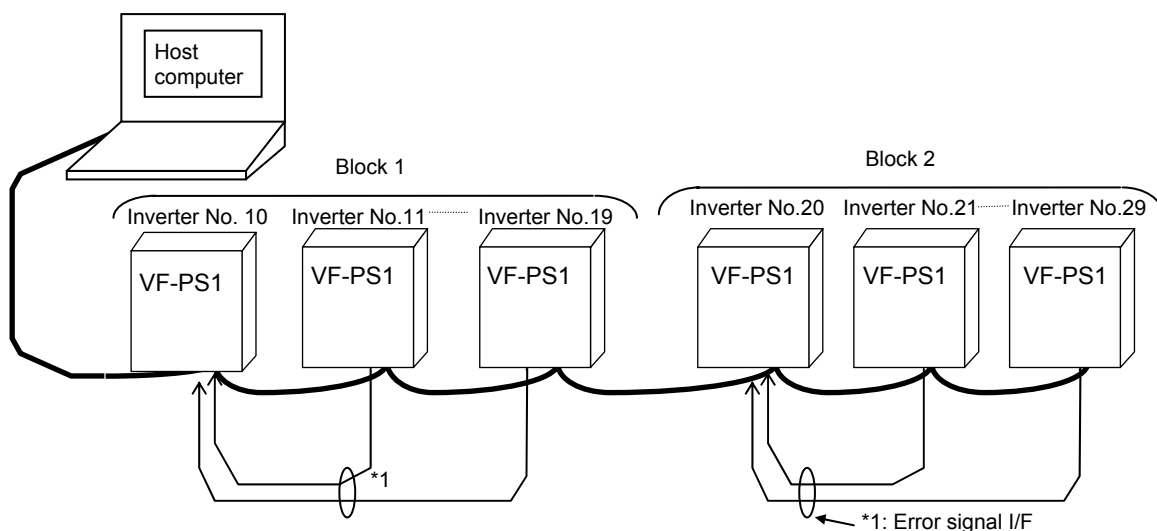 Host
computer
Block 1
Block 2
Inverter No. 10
Inverter No.11
Inverter No.19
Inverter No.20
Inverter No.21
Inverter No.29
VF-PS1
VF-PS1
VF-PS1
VF-PS1
VF-PS1
VF-PS1
*1
*1: Error signal I/F